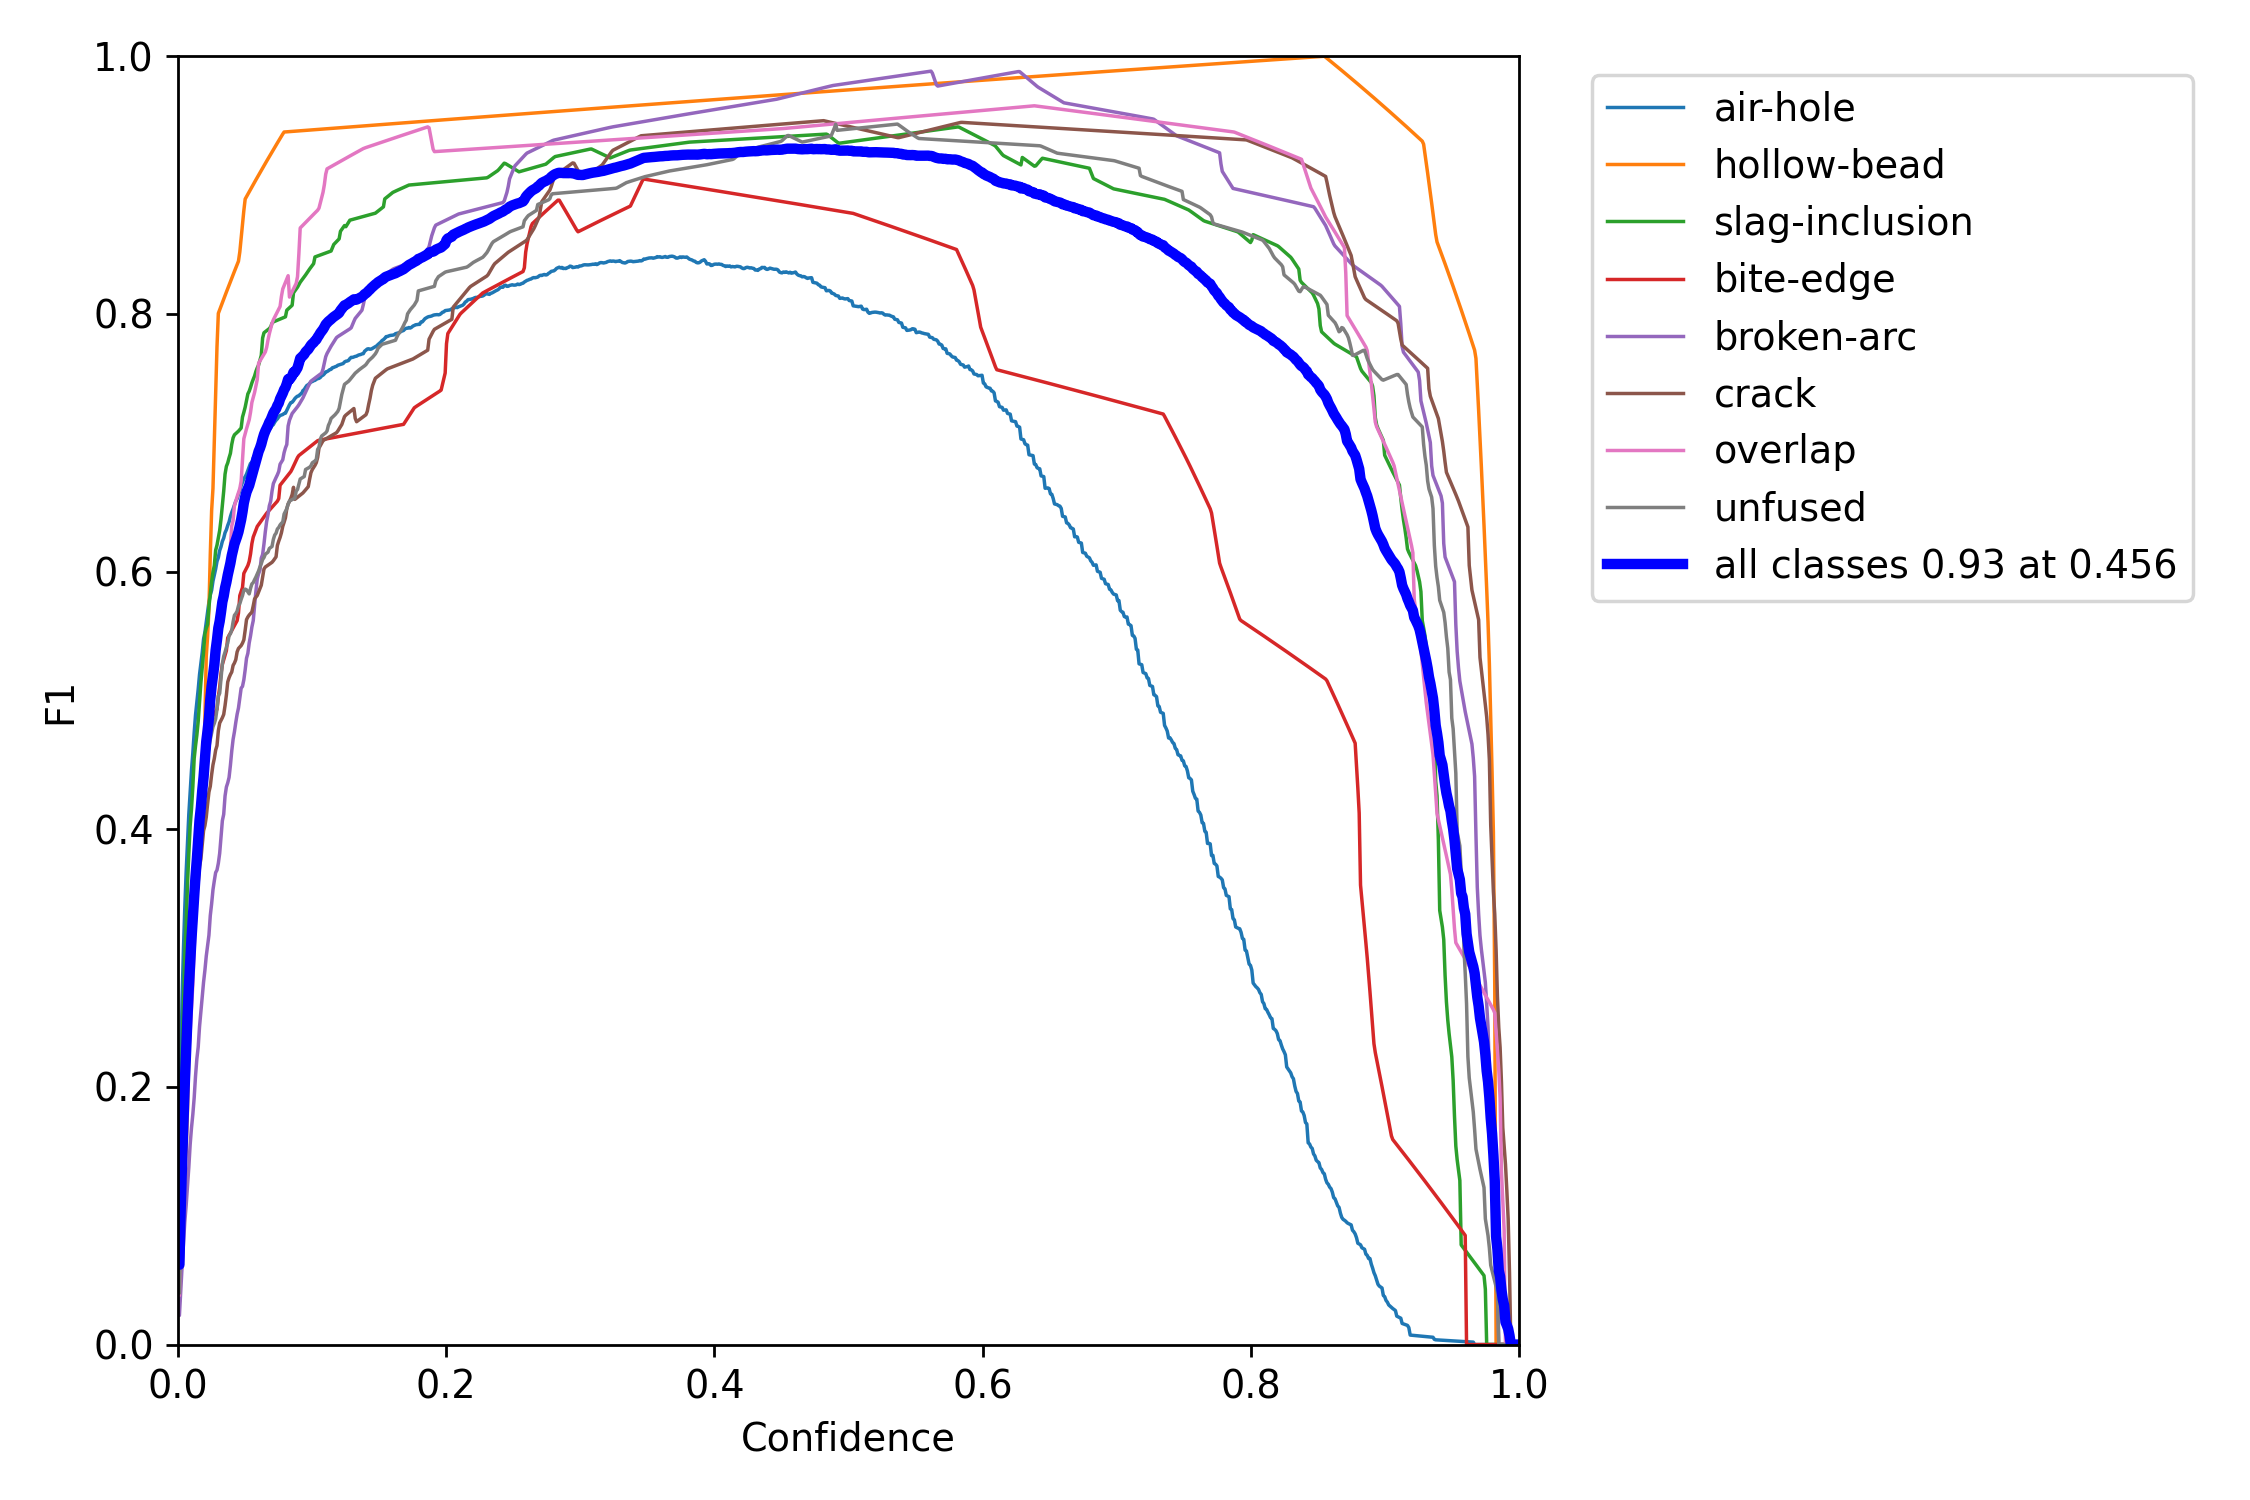 1.0
0.8
0.6
0.4
0.2
0.0
F1
0.0 0.2 0.4 0.6 0.8 1.0
Confidence
air-hole
hollow-bead
slag-inclusion
bite-edge
broken-arc
crack
overlap
unfused
all classes 0.93 at 0.456